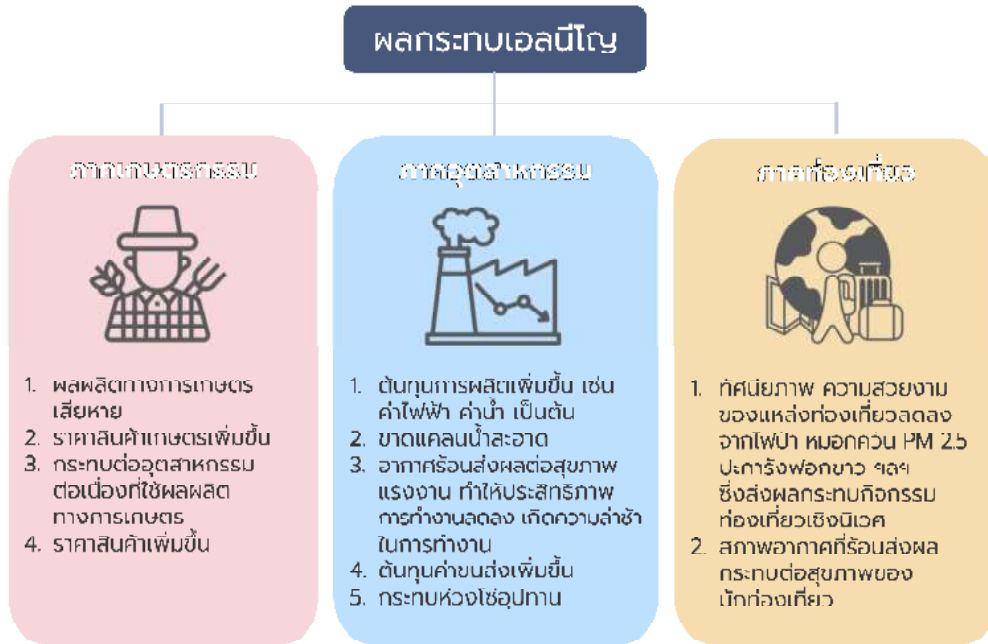 ผลกระทบเอลนีโญ
ภาคเกษตรกรรม
1. ผลผลิตทางการเกษตร
เสียหาย
2. ราคาสินค้าเกษตรเพิ่มขึ้น
3. กระทบต่ออุตสาหกรรม
ต่อเนื่องที่ใช้ผลผลิต
ทางการเกษตร
4. ราคาสินค้าเพิ่มขึ้น
ภาคอุตสาหกรรม
1. ต้นทุนการผลิตเพิ่มขึ้น เช่น
ค่าไฟฟ้า ค่าน้ำ เป็นต้น
2. ขาดแคลนน้ำสะอาด
3. อากาศร้อนส่งผลต่อสุขภาพ
แรงงาน ทำให้ประสิทธิภาพ
การทำงานลดลง เกิดความล่าช้า
ในการทำงาน
4. ต้นทุนค่าขนส่งเพิ่มขึ้น
5. กระทบห่วงโซ่อุปทาน
ภาคท่องเที่ยว
1. ทัศนียภาพ ความสวยงาม
ของแหล่งท่องเที่ยวลดลง
จากไฟป่า หมอกควัน PM 2.5
ปะการังฟอกขาว ฯลฯ
ซึ่งส่งผลกระทบกิจกรรม
ท่องเที่ยวเชิงนิเวศ
2. สภาพอากาศที่ร้อนส่งผล
กระทบต่อสุขภาพของ
นักท่องเที่ยว